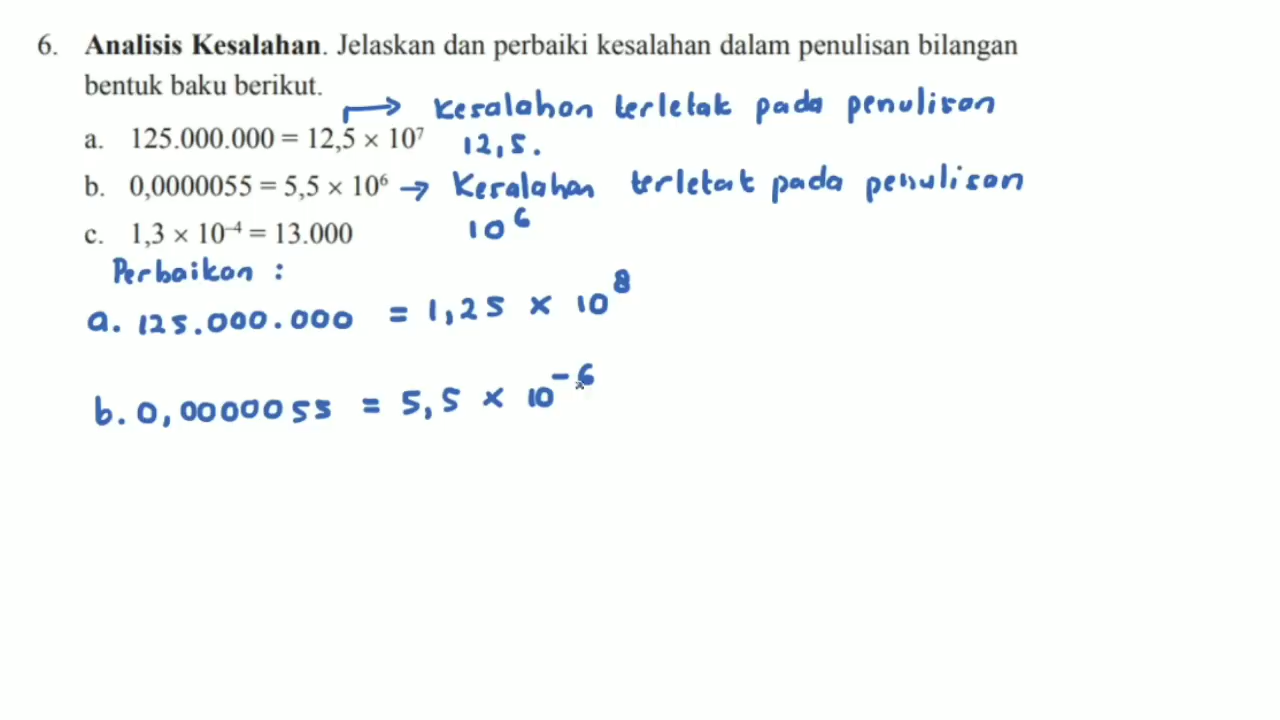 6. Analisis Kesalahan. Jelaskan dan perbaiki kesalahan dalam penulisan bilangan
bentuk baku berikut.
a. 125.000.000 = 12,5 × 10⁷ → Kesalahan terletak pada penulisan
12,5.
b. 0,0000055 = 5,5 × 10⁶ → Kesalahan terletak pada penulisan
10⁶
c. 1,3 × 10⁻⁴ = 13.000
Perbaikan :
a. 125.000.000 = 1,25 × 10⁸
b. 0,0000055 = 5,5 × 10⁻⁶